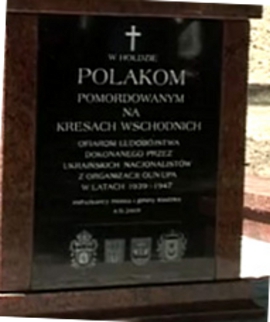 W HOŁDZIE
POLAKOM
POMORDOWANYM
NA
KRESACH WSCHODNICH
OFIAROM LUDOBÓJSTWA
DOKONANEGO PRZEZ
UKRAIŃSKICH NACJONALISTÓW
Z ORGANIZACJI OUN UPA
W LATACH 1939-1947